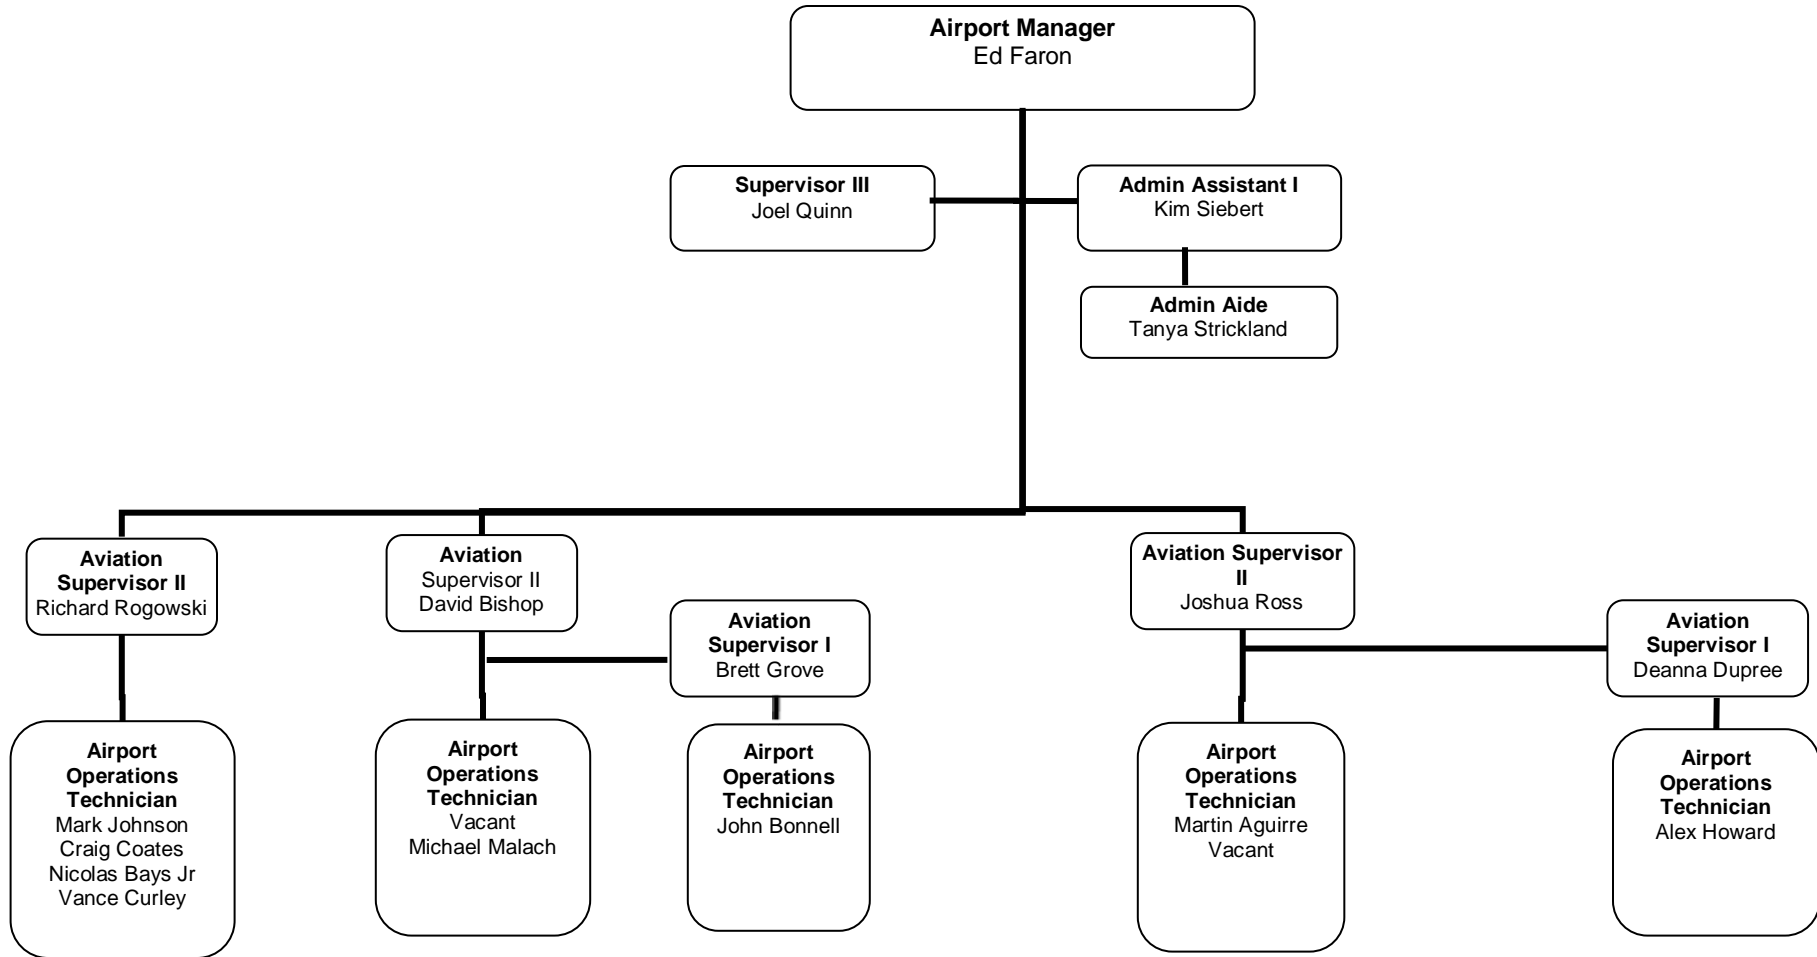 Airport Manager
Ed Faron
Supervisor III
Joel Quinn
Admin Assistant I
Kim Siebert
Admin Aide
Tanya Strickland
Aviation
Supervisor II
Richard Rogowski
Aviation
Supervisor II
David Bishop
Aviation
Supervisor I
Brett Grove
Aviation Supervisor
II
Joshua Ross
Aviation
Supervisor I
Deanna Dupree
Airport
Operations
Technician
Mark Johnson
Craig Coates
Nicolas Bays Jr
Vance Curley
Airport
Operations
Technician
Vacant
Michael Malach
Airport
Operations
Technician
John Bonnell
Airport
Operations
Technician
Martin Aguirre
Vacant
Airport
Operations
Technician
Alex Howard